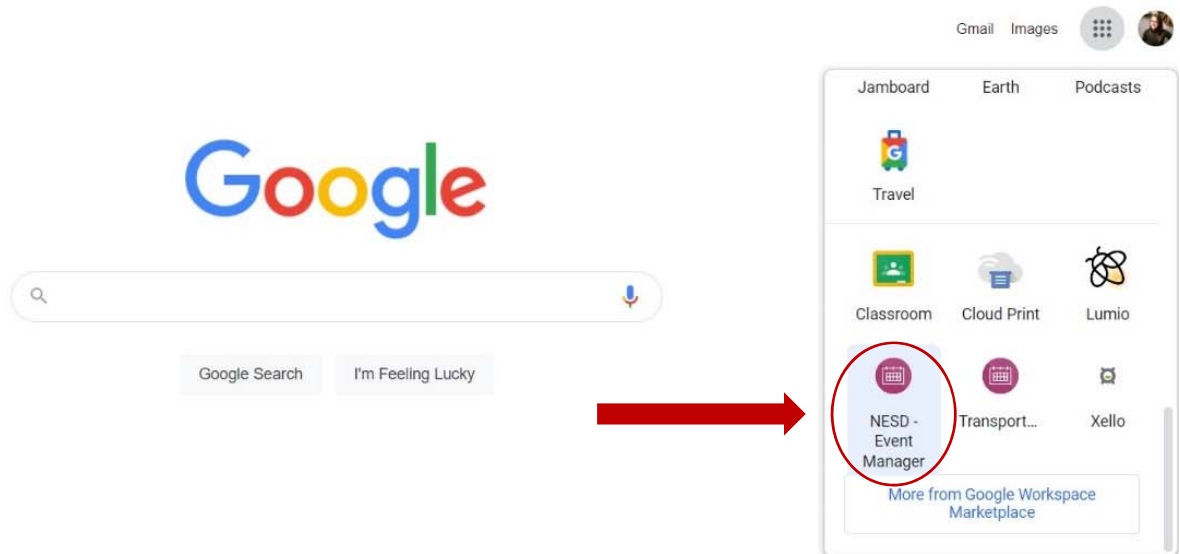 Gmail Images
Jamboard Earth Podcasts
G
Travel
Google
Classroom Cloud Print Lumio
Google Search I'm Feeling Lucky
NESD -
Event
Manager
Transport...
Xello
More from Google Workspace
Marketplace